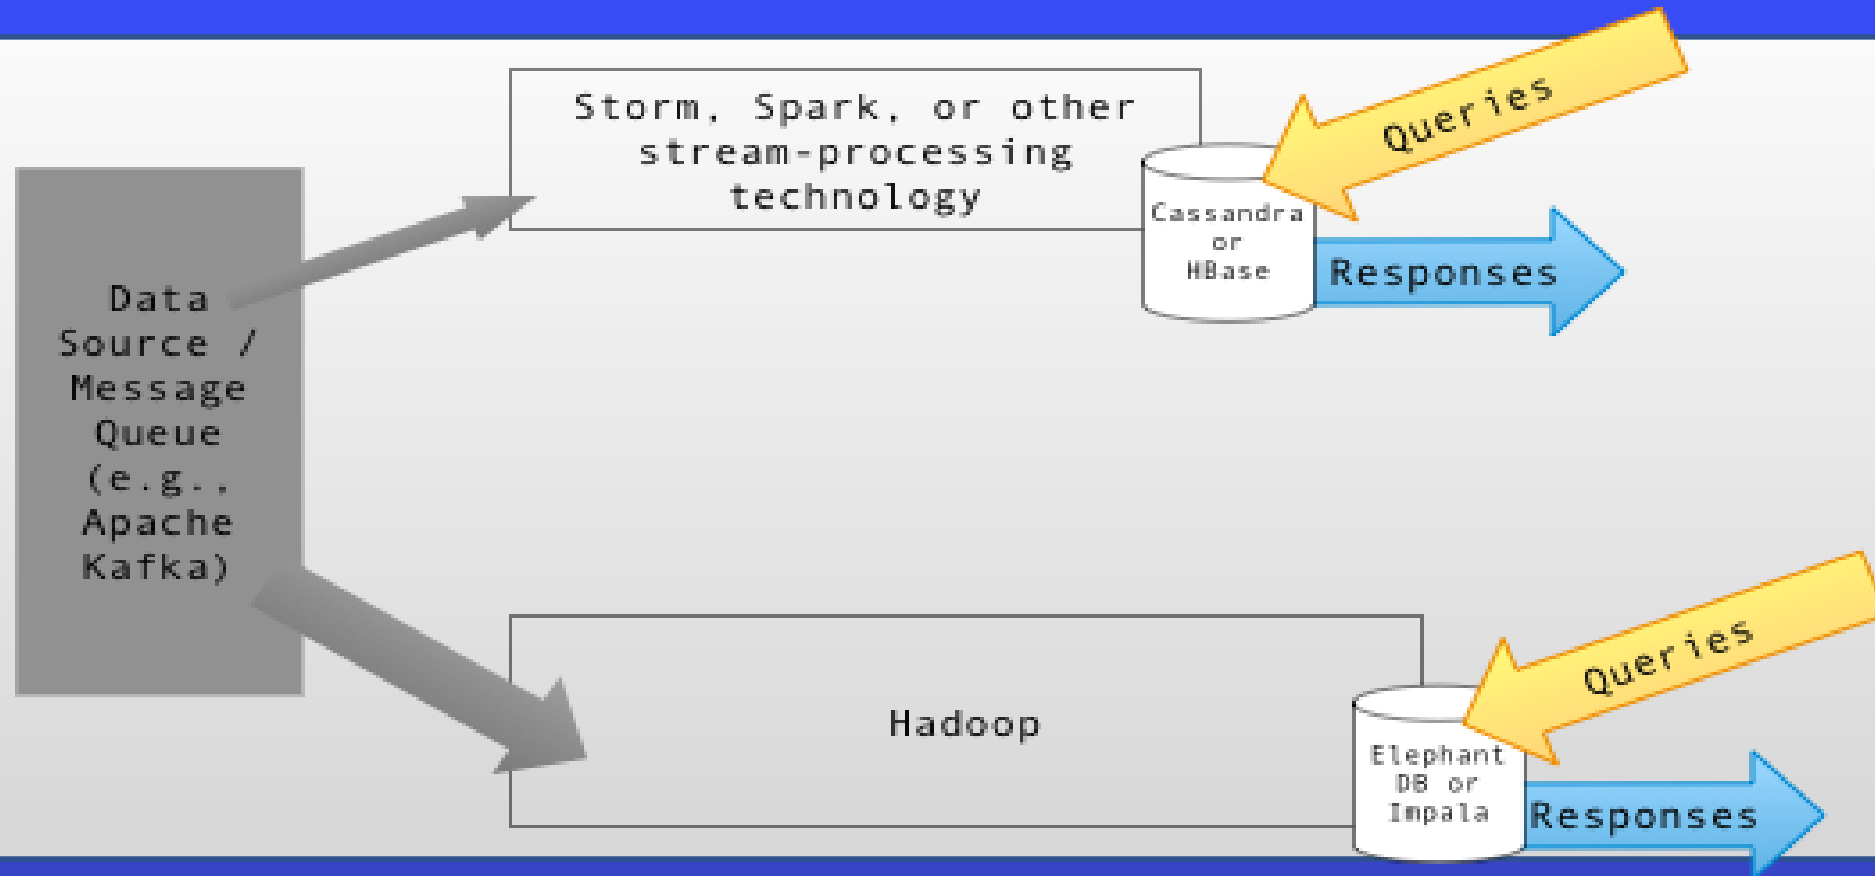 Storm, Spark, or other
stream-processing
technology
Queries
Cassandra
or
HBase
Responses
Data
Source /
Message
Queue
(e.g.,
Apache
Kafka)
Hadoop
Queries
Elephant
DB or
Impala
Responses